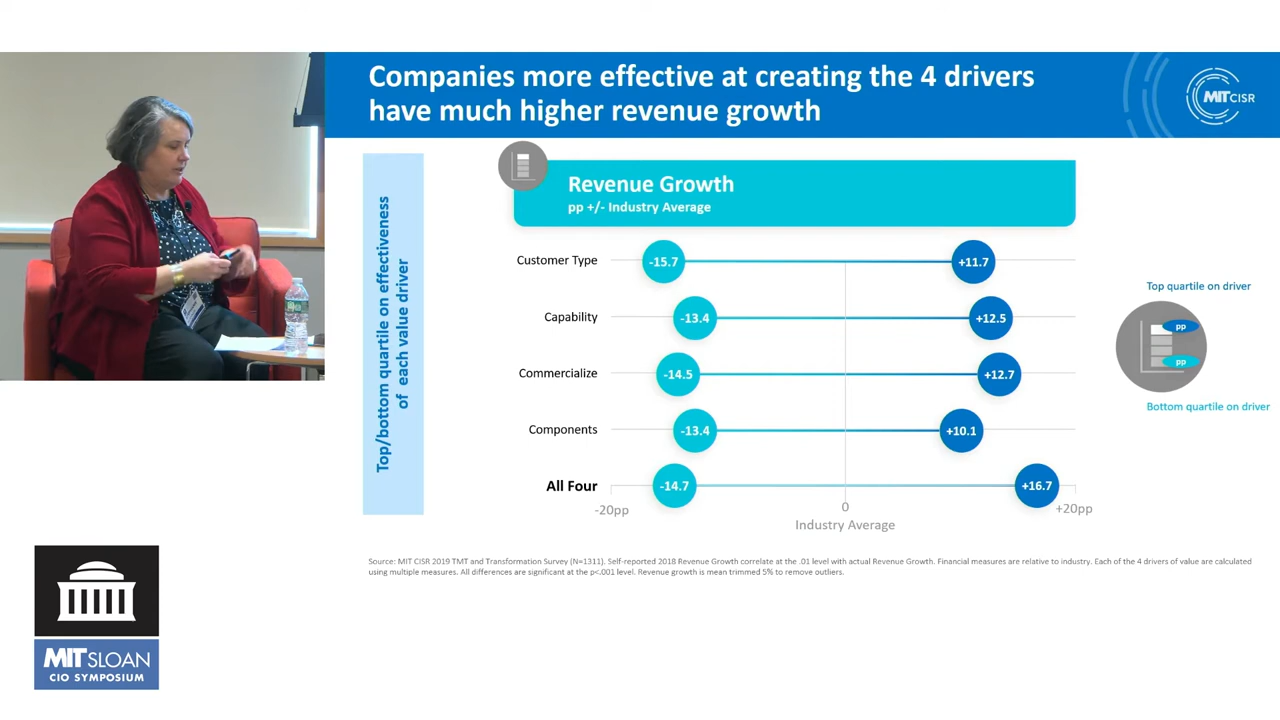 Companies more effective at creating the 4 drivers
have much higher revenue growth
MIT CISR
Top/bottom quartile on effectiveness
of each value driver
Revenue Growth
pp +/- Industry Average
Customer Type
-15.7
+11.7
Capability
-13.4
+12.5
Commercialize
-14.5
+12.7
Components
-13.4
+10.1
All Four
-14.7
+16.7
-20pp
0
+20pp
Industry Average
Top quartile on driver
pp
pp
Bottom quartile on driver
Source: MIT CISR 2019 TMT and Transformation Survey (N=1311). Self-reported 2018 Revenue Growth correlate at the .01 level with actual Revenue Growth. Financial measures are relative to industry. Each of the 4 drivers of value are calculated
using multiple measures. All differences are significant at the p<.001 level. Revenue growth is mean trimmed 5% to remove outliers.
MIT SLOAN
CIO SYMPOSIUM